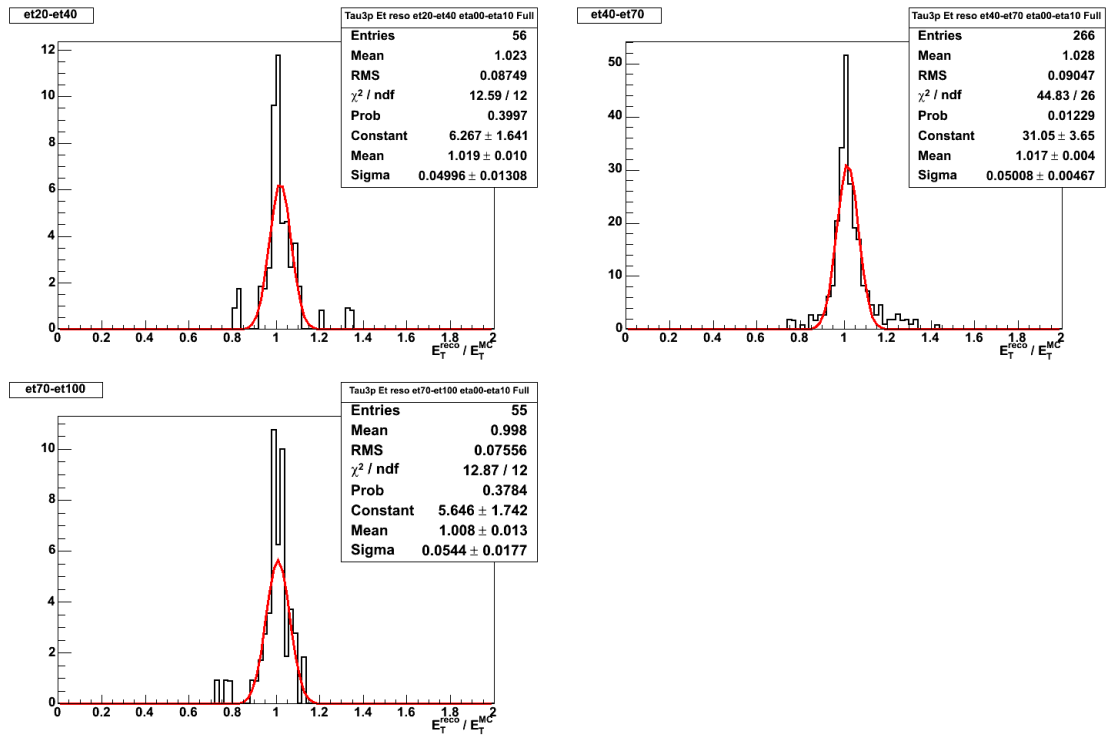 et20-et40
Tau3p Et reso et20-et40 eta00-eta10 Full
Entries 56
Mean 1.023
RMS 0.08749
χ² / ndf 12.59 / 12
Prob 0.3997
Constant 6.267 ± 1.641
Mean 1.019 ± 0.010
Sigma 0.04996 ± 0.01308
12
10
8
6
4
2
0
0 0.2 0.4 0.6 0.8 1 1.2 1.4 1.6 1.8 2
E_T^reco / E_T^MC
et40-et70
Tau3p Et reso et40-et70 eta00-eta10 Full
Entries 266
Mean 1.028
RMS 0.09047
χ² / ndf 44.83 / 26
Prob 0.01229
Constant 31.05 ± 3.65
Mean 1.017 ± 0.004
Sigma 0.05008 ± 0.00467
50
40
30
20
10
0
0 0.2 0.4 0.6 0.8 1 1.2 1.4 1.6 1.8 2
E_T^reco / E_T^MC
et70-et100
Tau3p Et reso et70-et100 eta00-eta10 Full
Entries 55
Mean 0.998
RMS 0.07556
χ² / ndf 12.87 / 12
Prob 0.3784
Constant 5.646 ± 1.742
Mean 1.008 ± 0.013
Sigma 0.0544 ± 0.0177
10
8
6
4
2
0
0 0.2 0.4 0.6 0.8 1 1.2 1.4 1.6 1.8 2
E_T^reco / E_T^MC